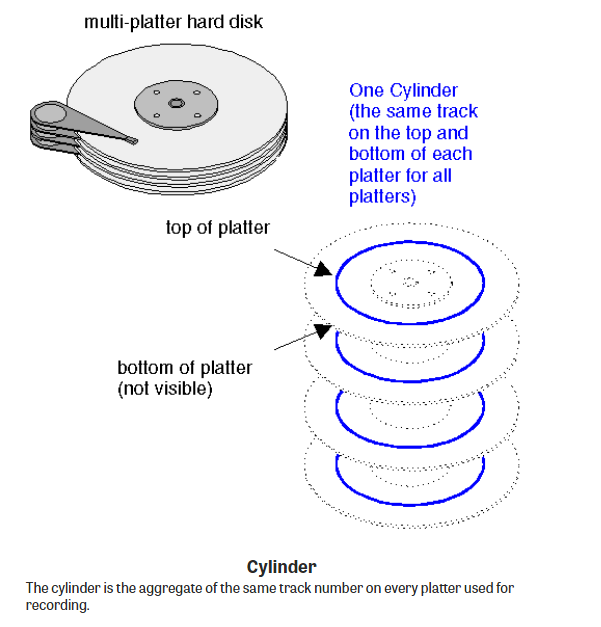 multi-platter hard disk
One Cylinder
(the same track
on the top and
bottom of each
platter for all
platters)
top of platter
bottom of platter
(not visible)
Cylinder
The cylinder is the aggregate of the same track number on every platter used for
recording.